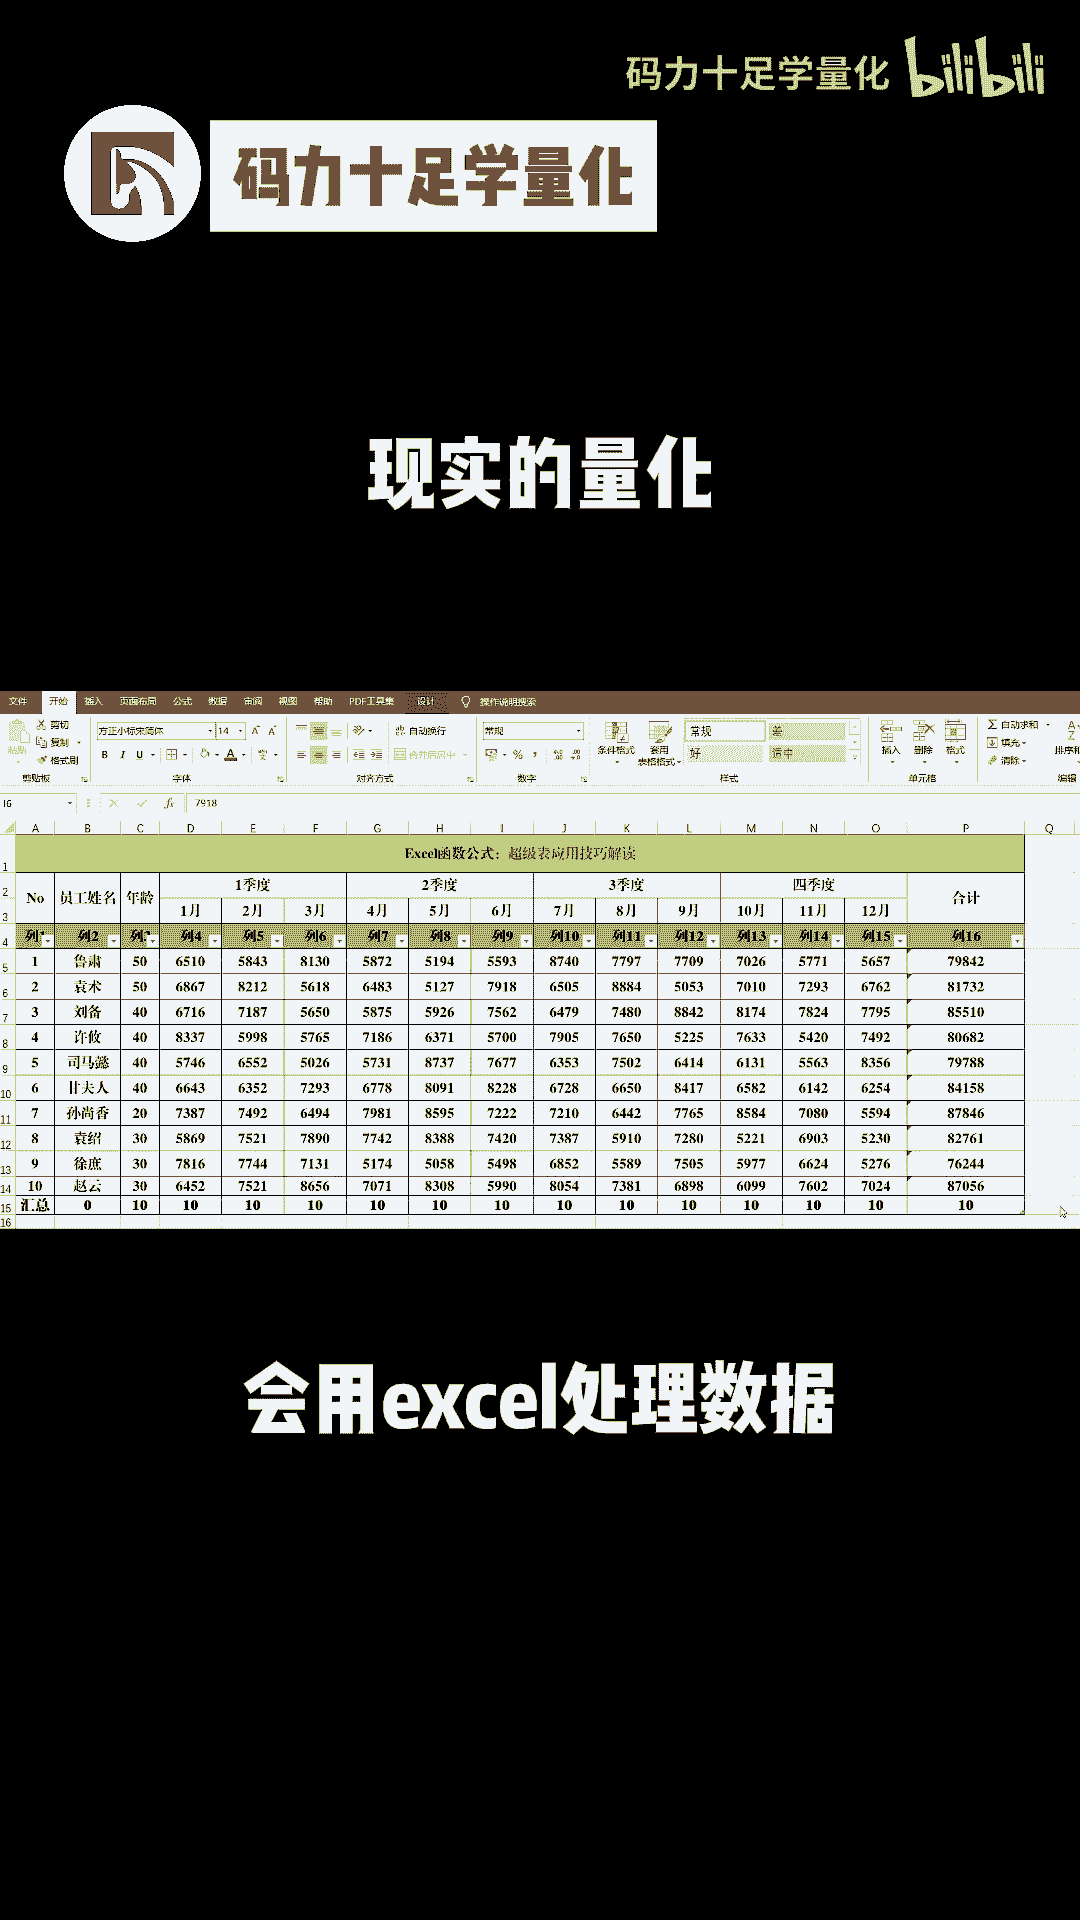 码力十足学量化 bilibili
码力十足学量化
现实的量化
文件 开始 插入 页面布局 公式 数据 审阅 视图 帮助 PDF工具集 设计 操作说明搜索
剪切 方正小标宋简体 14 自动换行 常规 常规 差 自动求和
粘贴 复制 B I U A 合并后居中 % 条件格式 套用表格格式 好 适中 插入 删除 格式 填充
格式刷 清除
剪贴板 字体 对齐方式 数字 样式 单元格 编辑
I6 fx 7918
A B C D E F G H I J K L M N O P Q
1 Excel函数公式：超级表应用技巧解读
2 No 员工姓名 年龄 1季度 2季度 3季度 四季度 合计
3 1月 2月 3月 4月 5月 6月 7月 8月 9月 10月 11月 12月
4 列1 列2 列3 列4 列5 列6 列7 列8 列9 列10 列11 列12 列13 列14 列15 列16
5 1 鲁肃 50 6510 5843 8130 5872 5194 5593 8740 7797 7709 7026 5771 5657 79842
6 2 袁术 50 6867 8212 5618 6483 5127 7918 6505 8884 5053 7010 7293 6762 81732
7 3 刘备 40 6716 7187 5650 5875 5926 7562 6479 7480 8842 8174 7824 7795 85510
8 4 许攸 40 8337 5998 5765 7186 6371 5700 7905 7650 5225 7633 5420 7492 80682
9 5 司马懿 40 5746 6552 5026 5731 8737 7677 6353 7502 6414 6131 5563 8356 79788
10 6 甘夫人 40 6643 6352 7293 6778 8091 8228 6728 6650 8417 6582 6142 6254 84158
11 7 孙尚香 20 7387 7492 6494 7981 8595 7222 7210 6442 7765 8584 7080 5594 87846
12 8 袁绍 30 5869 7521 7890 7742 8388 7420 7387 5910 7280 5221 6903 5230 82761
13 9 徐庶 30 7816 7744 7131 5174 5058 5498 6852 5589 7505 5977 6624 5276 76244
14 10 赵云 30 6452 7521 8656 7071 8308 5990 8054 7381 6898 6099 7602 7024 87056
15 汇总 0 10 10 10 10 10 10 10 10 10 10 10 10 10 10
16
会用excel处理数据